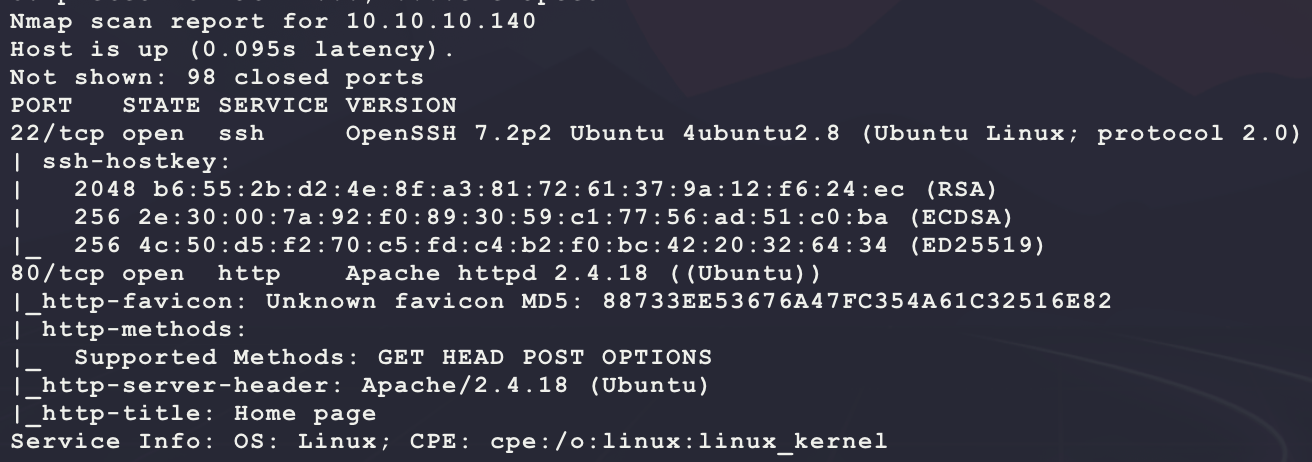 Nmap scan report for 10.10.10.140
Host is up (0.095s latency).
Not shown: 98 closed ports
PORT   STATE SERVICE VERSION
22/tcp open  ssh     OpenSSH 7.2p2 Ubuntu 4ubuntu2.8 (Ubuntu Linux; protocol 2.0)
| ssh-hostkey:
|   2048 b6:55:2b:d2:4e:8f:a3:81:72:61:37:9a:12:f6:24:ec (RSA)
|   256 2e:30:00:7a:92:f0:89:30:59:c1:77:56:ad:51:c0:ba (ECDSA)
|_  256 4c:50:d5:f2:70:c5:fd:c4:b2:f0:bc:42:20:32:64:34 (ED25519)
80/tcp open  http    Apache httpd 2.4.18 ((Ubuntu))
|_http-favicon: Unknown favicon MD5: 88733EE53676A47FC354A61C32516E82
| http-methods:
|_  Supported Methods: GET HEAD POST OPTIONS
|_http-server-header: Apache/2.4.18 (Ubuntu)
|_http-title: Home page
Service Info: OS: Linux; CPE: cpe:/o:linux:linux_kernel